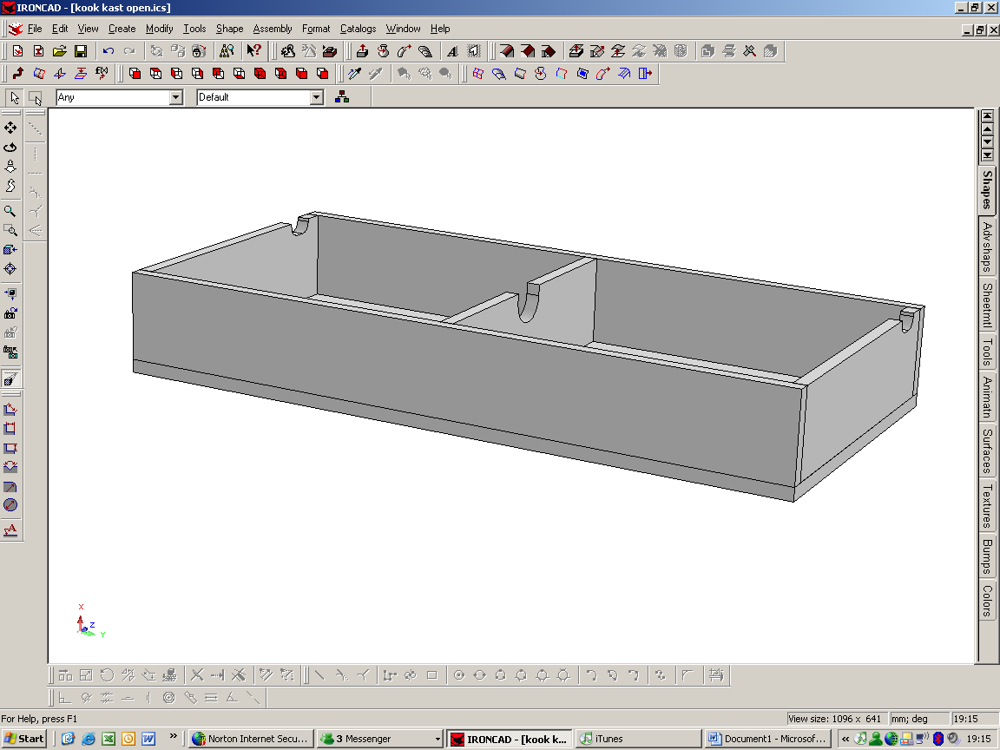 IRONCAD - [kook kast open.ics]
File Edit View Create Modify Tools Shape Assembly Format Catalogs Window Help
Any Default
Shapes
Adv shaps
Sheetmtl
Tools
Animatn
Surfaces
Textures
Bumps
Colors
X
Z
Y
For Help, press F1 View size: 1096 x 641 mm; deg 19:15
Start » Norton Internet Secu... 3 Messenger IRONCAD - [kook k... iTunes Document1 - Microsof... « 19:15